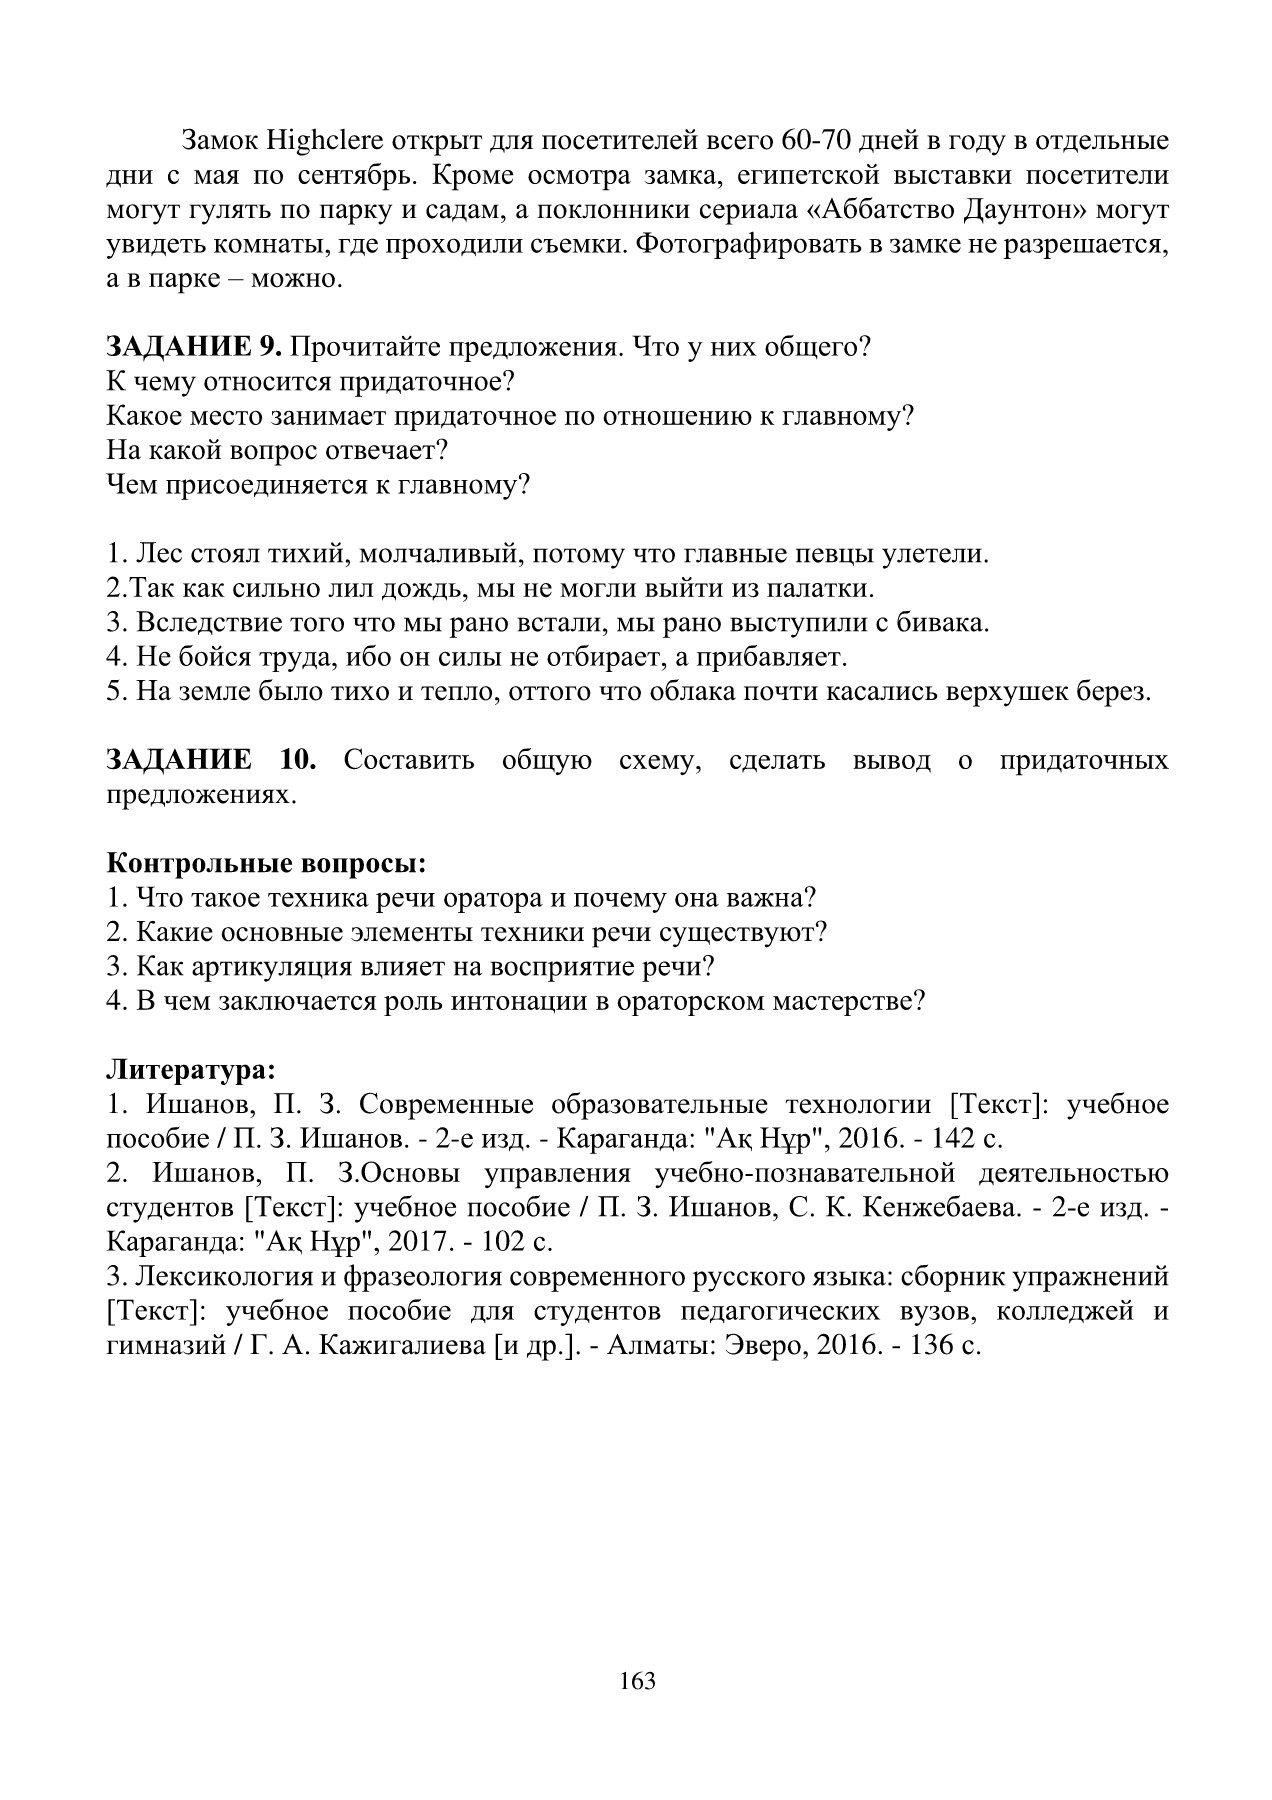 Замок Highclere открыт для посетителей всего 60-70 дней в году в отдельные
дни с мая по сентябрь. Кроме осмотра замка, египетской выставки посетители
могут гулять по парку и садам, а поклонники сериала «Аббатство Даунтон» могут
увидеть комнаты, где проходили съемки. Фотографировать в замке не разрешается,
а в парке – можно.
ЗАДАНИЕ 9. Прочитайте предложения. Что у них общего?
К чему относится придаточное?
Какое место занимает придаточное по отношению к главному?
На какой вопрос отвечает?
Чем присоединяется к главному?
1. Лес стоял тихий, молчаливый, потому что главные певцы улетели.
2.Так как сильно лил дождь, мы не могли выйти из палатки.
3. Вследствие того что мы рано встали, мы рано выступили с бивака.
4. Не бойся труда, ибо он силы не отбирает, а прибавляет.
5. На земле было тихо и тепло, оттого что облака почти касались верхушек берез.
ЗАДАНИЕ 10. Составить общую схему, сделать вывод о придаточных
предложениях.
Контрольные вопросы:
1. Что такое техника речи оратора и почему она важна?
2. Какие основные элементы техники речи существуют?
3. Как артикуляция влияет на восприятие речи?
4. В чем заключается роль интонации в ораторском мастерстве?
Литература:
1. Ишанов, П. З. Современные образовательные технологии [Текст]: учебное
пособие / П. З. Ишанов. - 2-е изд. - Караганда: "Ақ Нұр", 2016. - 142 с.
2. Ишанов, П. З.Основы управления учебно-познавательной деятельностью
студентов [Текст]: учебное пособие / П. З. Ишанов, С. К. Кенжебаева. - 2-е изд. -
Караганда: "Ақ Нұр", 2017. - 102 с.
3. Лексикология и фразеология современного русского языка: сборник упражнений
[Текст]: учебное пособие для студентов педагогических вузов, колледжей и
гимназий / Г. А. Кажигалиева [и др.]. - Алматы: Эверо, 2016. - 136 с.
163